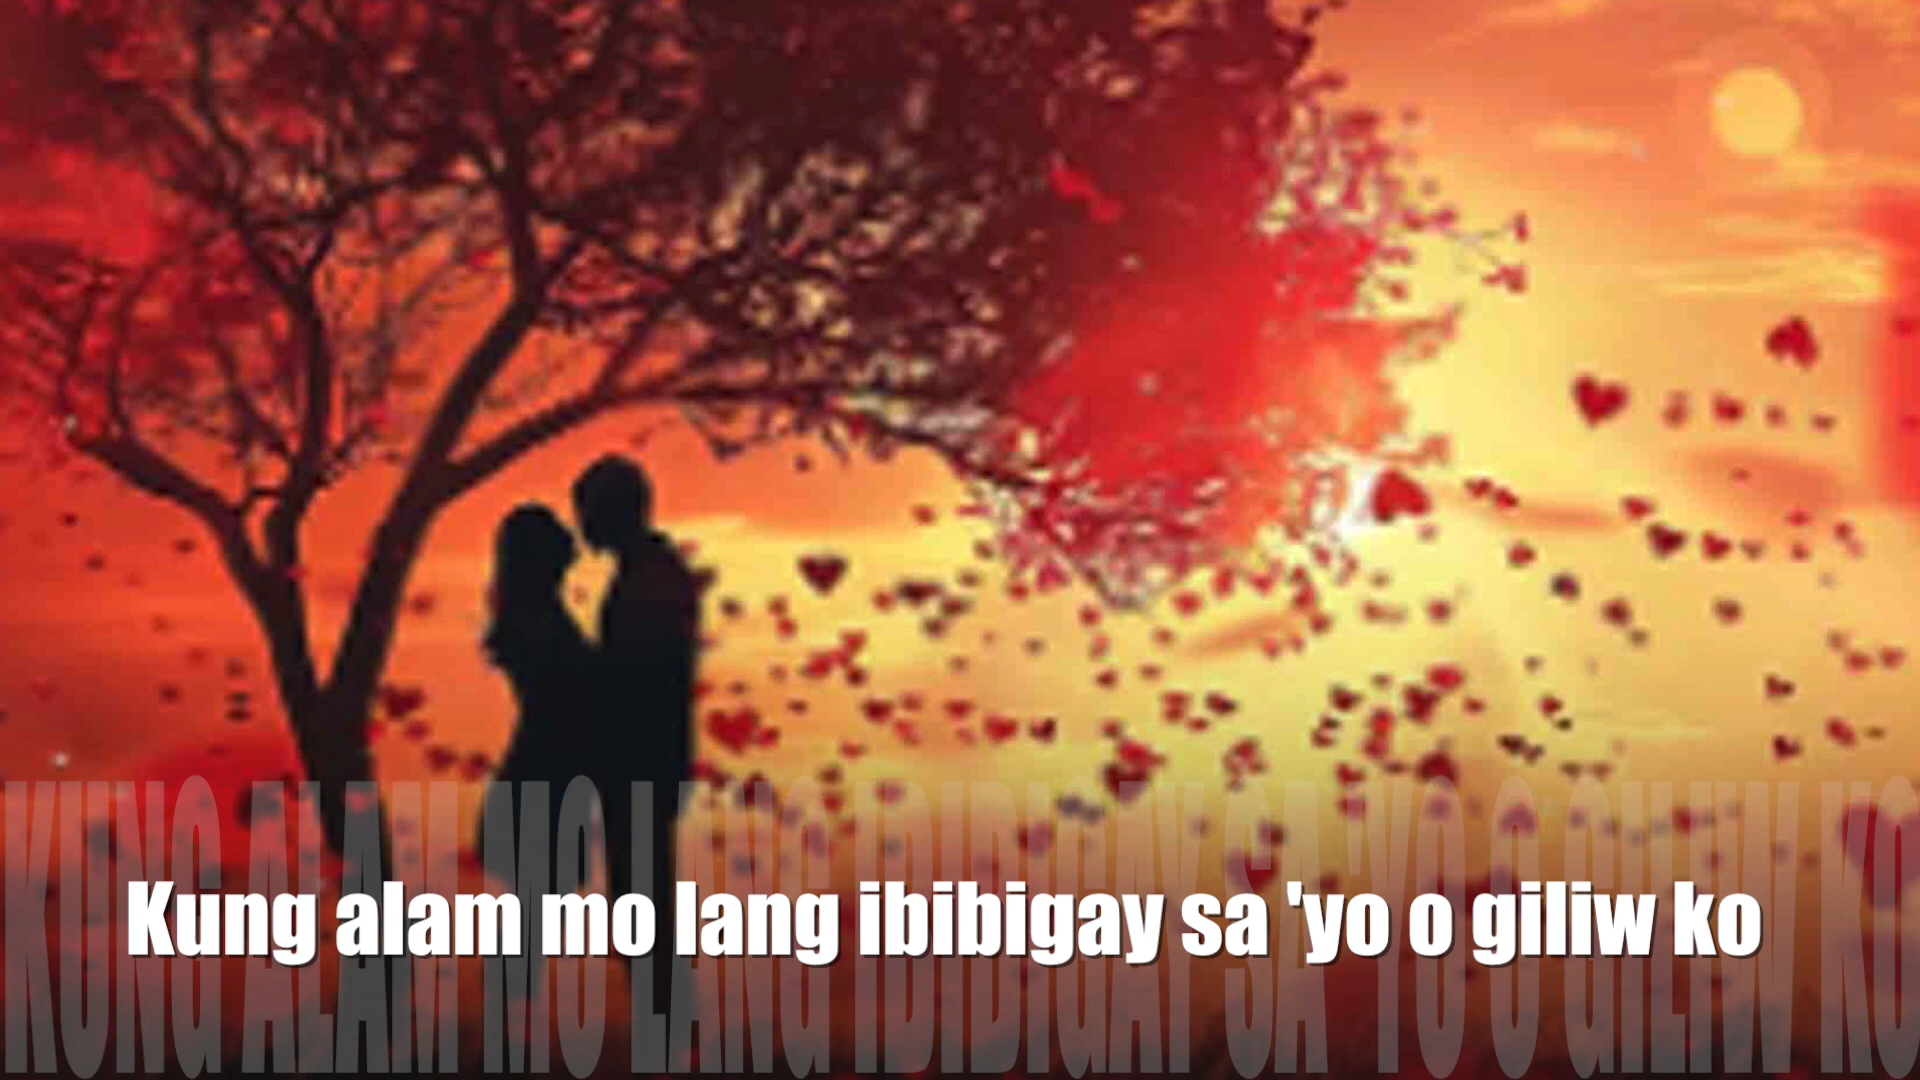 KUNG ALAM MO LANG IBIBIGAY SA 'YO O GILIW KO
Kung alam mo lang ibibigay sa 'yo o giliw ko